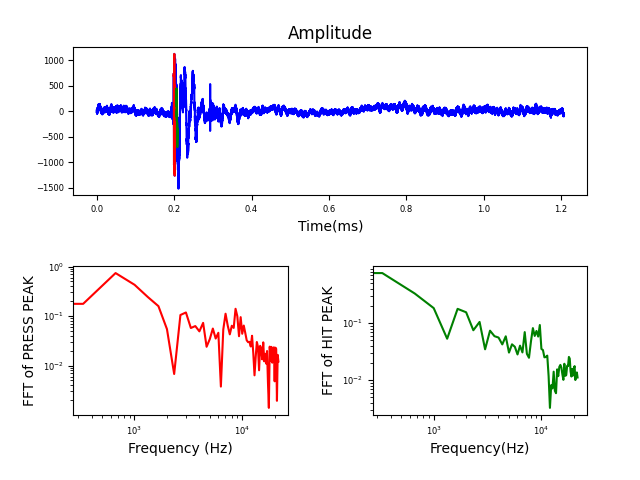 Amplitude
1000
500
0
−500
−1000
−1500
0.0 0.2 0.4 0.6 0.8 1.0 1.2
Time(ms)
FFT of PRESS PEAK
10⁰
10⁻¹
10⁻²
10³ 10⁴
Frequency (Hz)
FFT of HIT PEAK
10⁻¹
10⁻²
10³ 10⁴
Frequency(Hz)